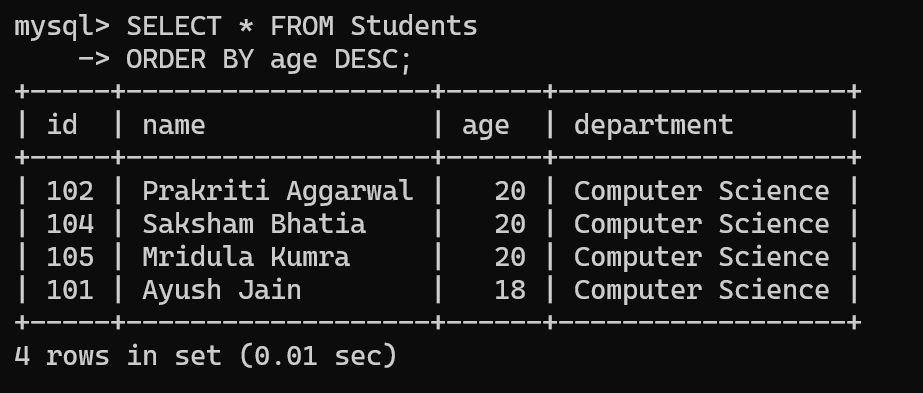 mysql> SELECT * FROM Students
    -> ORDER BY age DESC;
+-----+------------------+------+------------------+
| id  | name             | age  | department       |
+-----+------------------+------+------------------+
| 102 | Prakriti Aggarwal |   20 | Computer Science |
| 104 | Saksham Bhatia    |   20 | Computer Science |
| 105 | Mridula Kumra     |   20 | Computer Science |
| 101 | Ayush Jain        |   18 | Computer Science |
+-----+-------------------+------+------------------+
4 rows in set (0.01 sec)